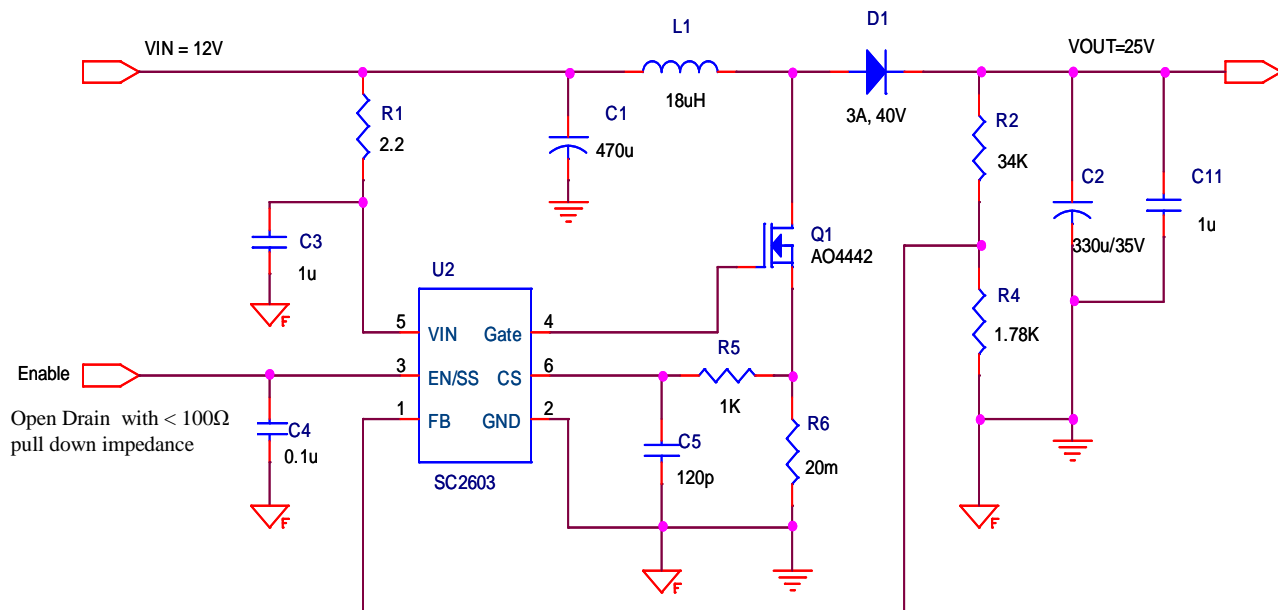 L1
D1
VIN = 12V
VOUT=25V
18uH
3A, 40V
R1
2.2
C1
470u
R2
34K
C2
330u/35V
C11
1u
C3
1u
Q1
AO4442
F
U2
R4
1.78K
5
VIN
Gate
4
Enable
3
EN/SS
CS
6
R5
1K
1
FB
GND
2
Open Drain with < 100Ω
pull down impedance
C4
0.1u
C5
120p
R6
20m
SC2603
F
F
F